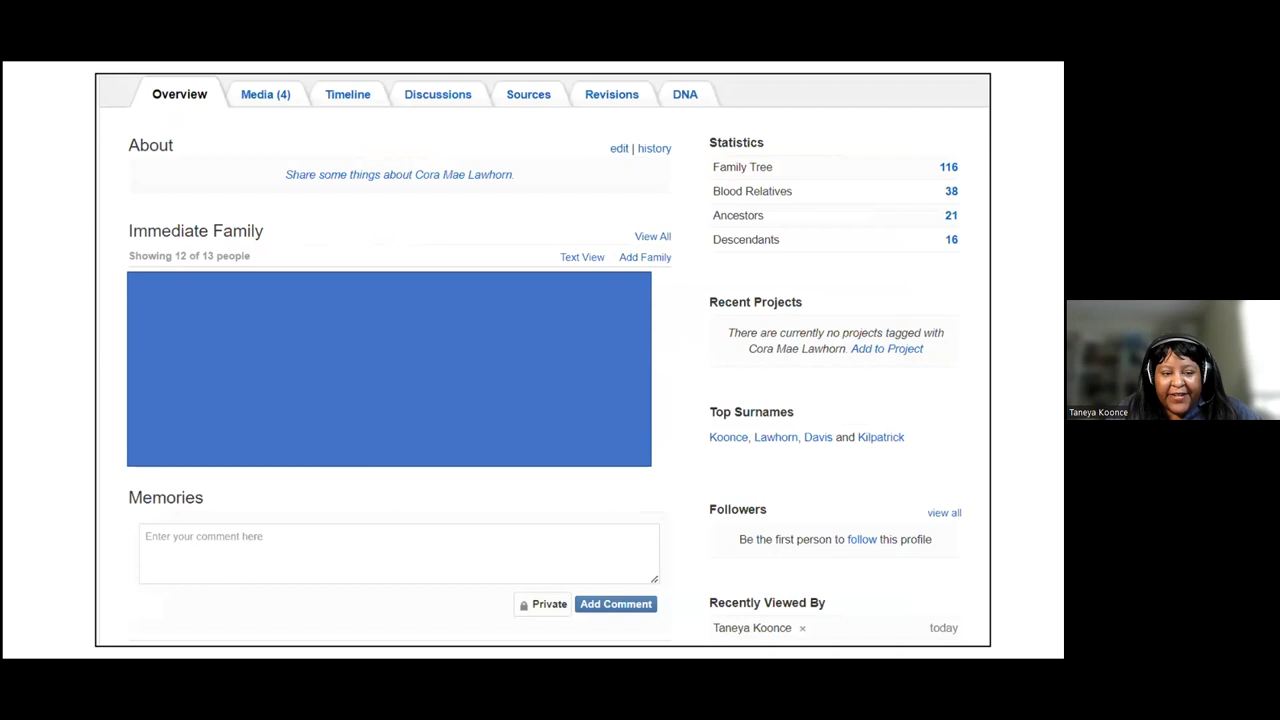 Overview
Media (4)
Timeline
Discussions
Sources
Revisions
DNA
About
edit | history
Share some things about Cora Mae Lawhorn.
Immediate Family
View All
Showing 12 of 13 people
Text View
Add Family
Memories
Enter your comment here
Private
Add Comment
Statistics
Family Tree 116
Blood Relatives 38
Ancestors 21
Descendants 16
Recent Projects
There are currently no projects tagged with
Cora Mae Lawhorn. Add to Project
Top Surnames
Koonce, Lawhorn, Davis and Kilpatrick
Followers
view all
Be the first person to follow this profile
Recently Viewed By
Taneya Koonce × today
Taneya Koonce